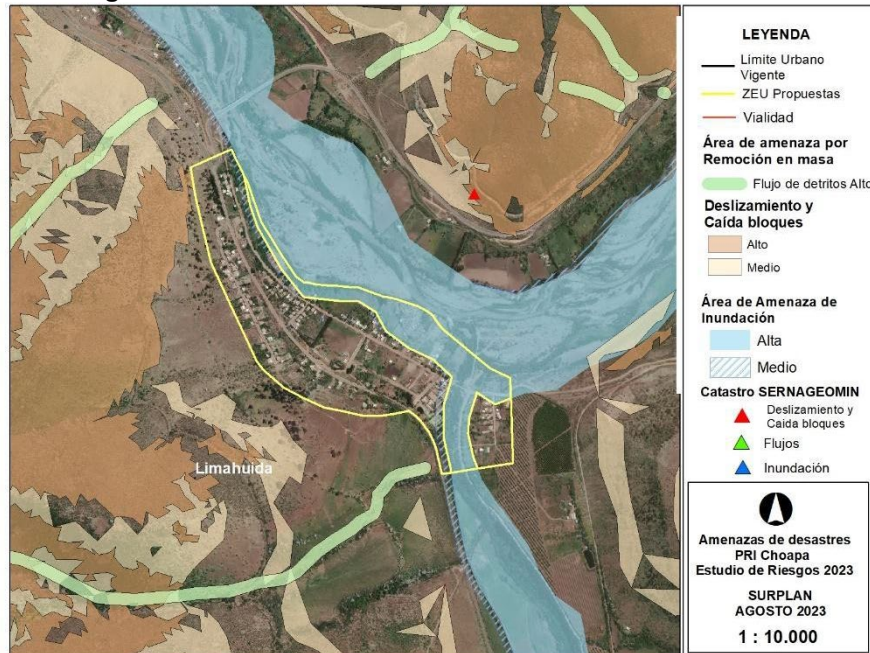 LEYENDA
Limite Urbano
Vigente
ZEU Propuestas
Vialidad
Área de amenaza por
Remoción en masa
Flujo de detritos Alto
Deslizamiento y
Caída bloques
Alto
Medio
Área de Amenaza de
Inundación
Alta
Medio
Catastro SERNAGEOMIN
Deslizamiento y
Caida bloques
Flujos
Inundación
Amenazas de desastres
PRI Choapa
Estudio de Riesgos 2023
SURPLAN
AGOSTO 2023
1 : 10.000
Limahuida